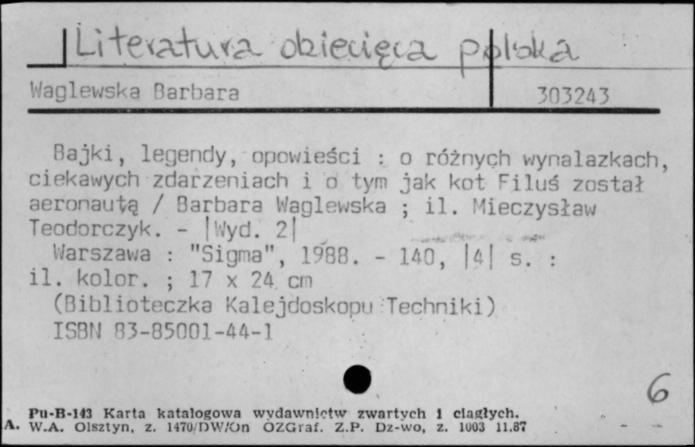 Literatura dziecięca polska
Waglewska Barbara 303243
Bajki, legendy, opowieści : o różnych wynalazkach,
ciekawych zdarzeniach i o tym jak kot Filuś został
aeronautą / Barbara Waglewska ; il. Mieczysław
Teodorczyk. - |Wyd. 2|
Warszawa : "Sigma", 1988. - 140, |4| s. :
il. kolor. ; 17 x 24 cm
(Biblioteczka Kalejdoskopu Techniki)
ISBN 83-85001-44-1
6
Pu-B-143 Karta katalogowa wydawnictw zwartych i ciągłych.
A. W.A. Olsztyn, z. 1470/DW/On OZGraf. Z.P. Dz-wo, z. 1003 11.87